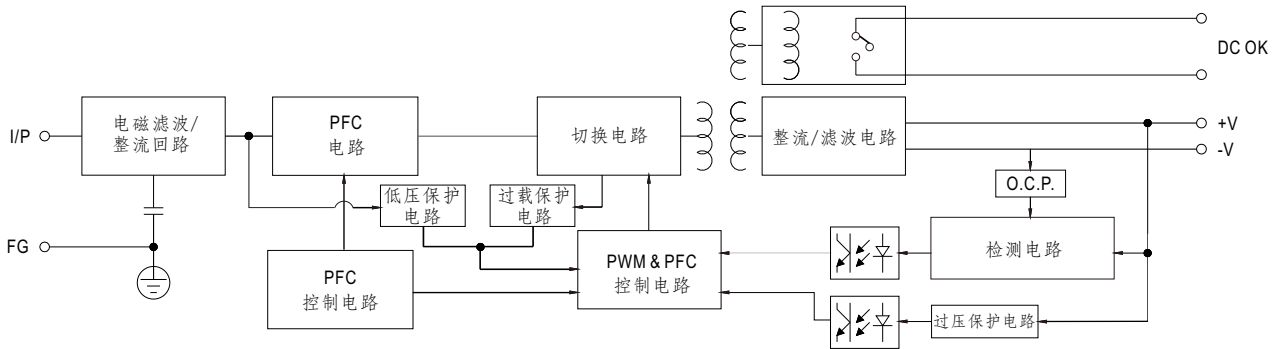 DC OK
I/P
电磁滤波/
整流回路
PFC
电路
切换电路
整流/滤波电路
+V
-V
低压保护
电路
过载保护
电路
O.C.P.
FG
PFC
控制电路
PWM & PFC
控制电路
检测电路
过压保护电路